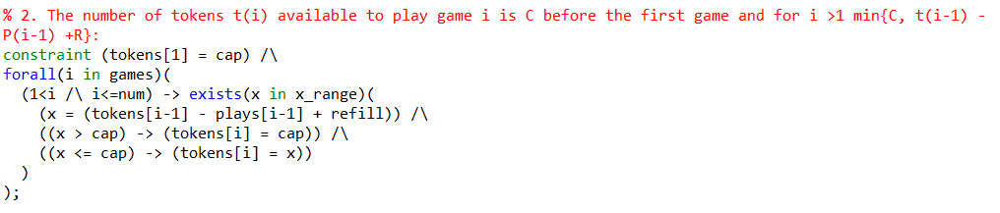 % 2. The number of tokens t(i) available to play game i is C before the first game and for i >1 min{C, t(i-1) -
P(i-1) +R}:
constraint (tokens[1] = cap) /\
forall(i in games)(
  (1<i /\ i<=num) -> exists(x in x_range)(
    (x = (tokens[i-1] - plays[i-1] + refill)) /\
    ((x > cap) -> (tokens[i] = cap)) /\
    ((x <= cap) -> (tokens[i] = x))
  )
);